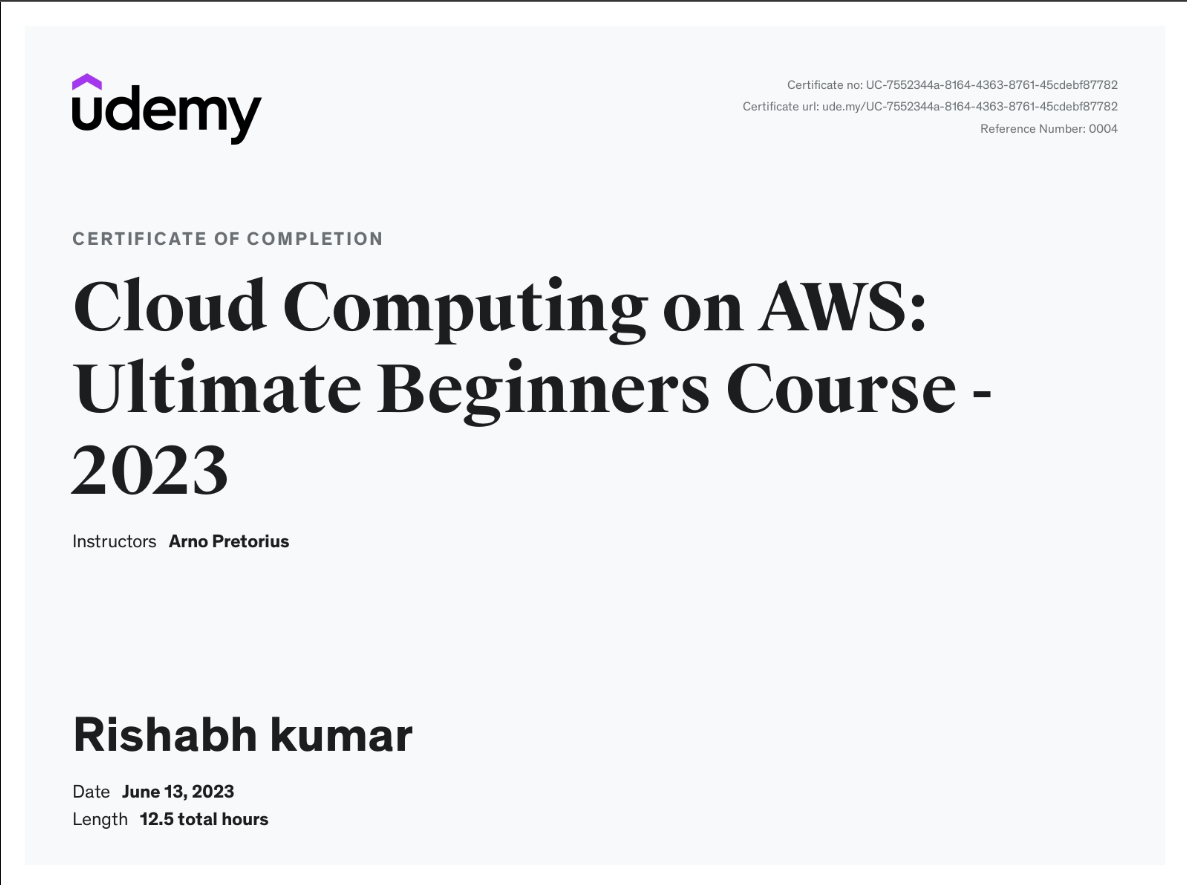 udemy
Certificate no: UC-7552344a-8164-4363-8761-45cdebf87782
Certificate url: ude.my/UC-7552344a-8164-4363-8761-45cdebf87782
Reference Number: 0004
CERTIFICATE OF COMPLETION
Cloud Computing on AWS:
Ultimate Beginners Course -
2023
Instructors Arno Pretorius
Rishabh kumar
Date June 13, 2023
Length 12.5 total hours